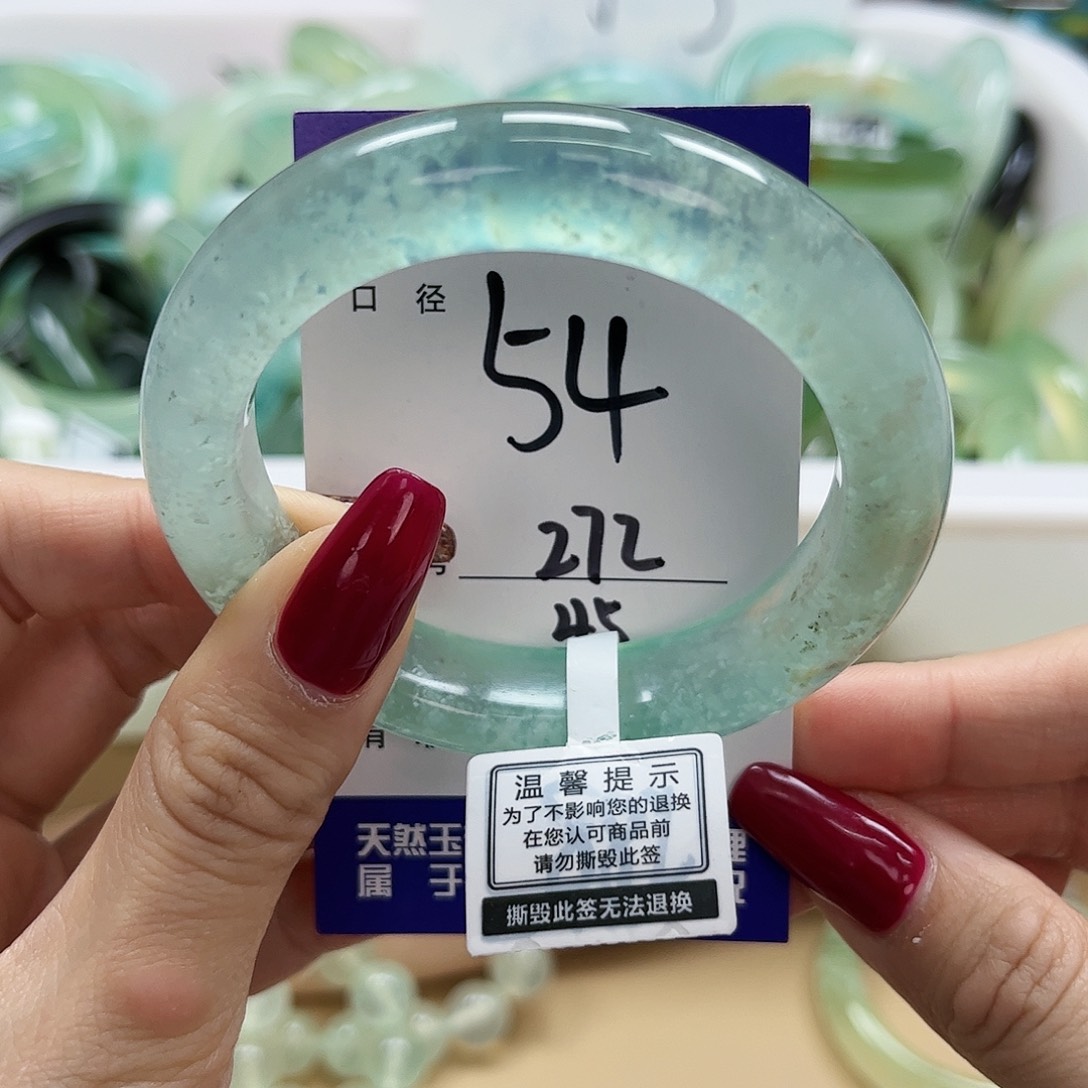 口 径
54
272
45
温馨提示
为了不影响您的退换
在您认可商品前
请勿撕毁此签
撕毁此签无法退换
天然玉
属 于